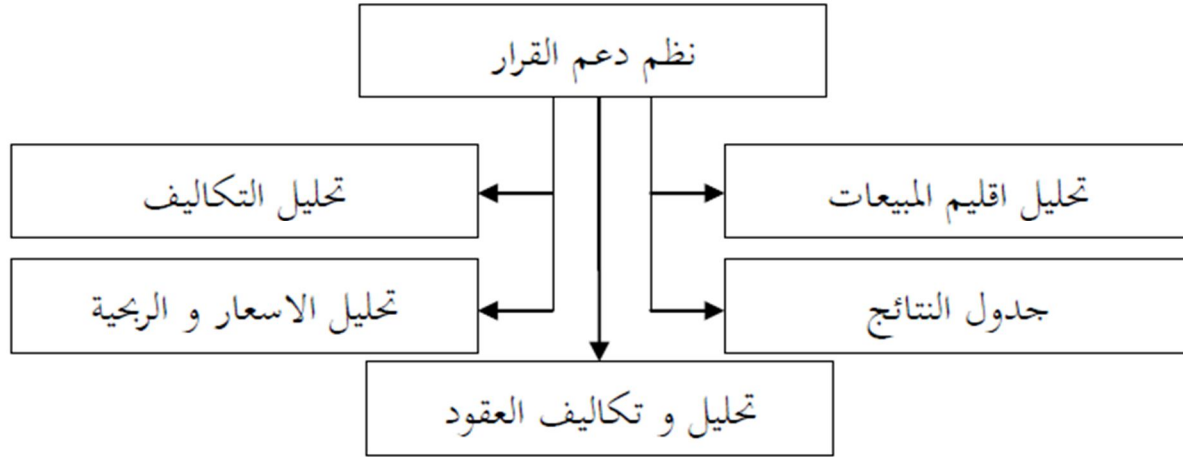 نظم دعم القرار
تحليل اقليم المبيعات
تحليل التكاليف
جدول النتائج
تحليل الاسعار و الربحية
تحليل و تكاليف العقود